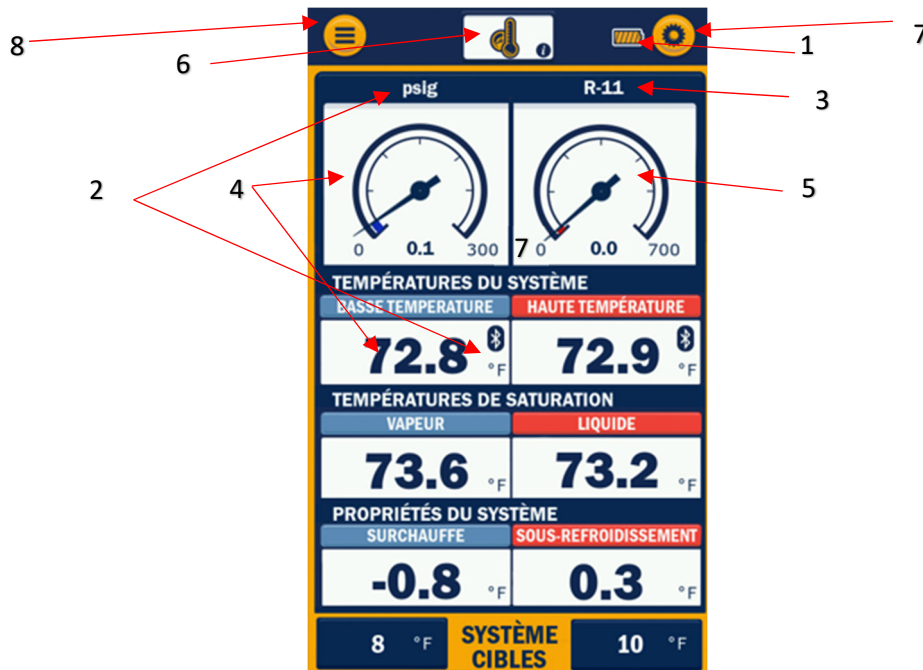 8
6
1
7
psig
R-11
3
2
4
5
0
0.1
300
7
0
0.0
700
TEMPÉRATURES DU SYSTÈME
BASSE TEMPERATURE
HAUTE TEMPÉRATURE
72.8 °F
72.9 °F
TEMPÉRATURES DE SATURATION
VAPEUR
LIQUIDE
73.6 °F
73.2 °F
PROPRIÉTÉS DU SYSTÈME
SURCHAUFFE
SOUS-REFROIDISSEMENT
-0.8 °F
0.3 °F
8 °F
SYSTÈME
CIBLES
10 °F